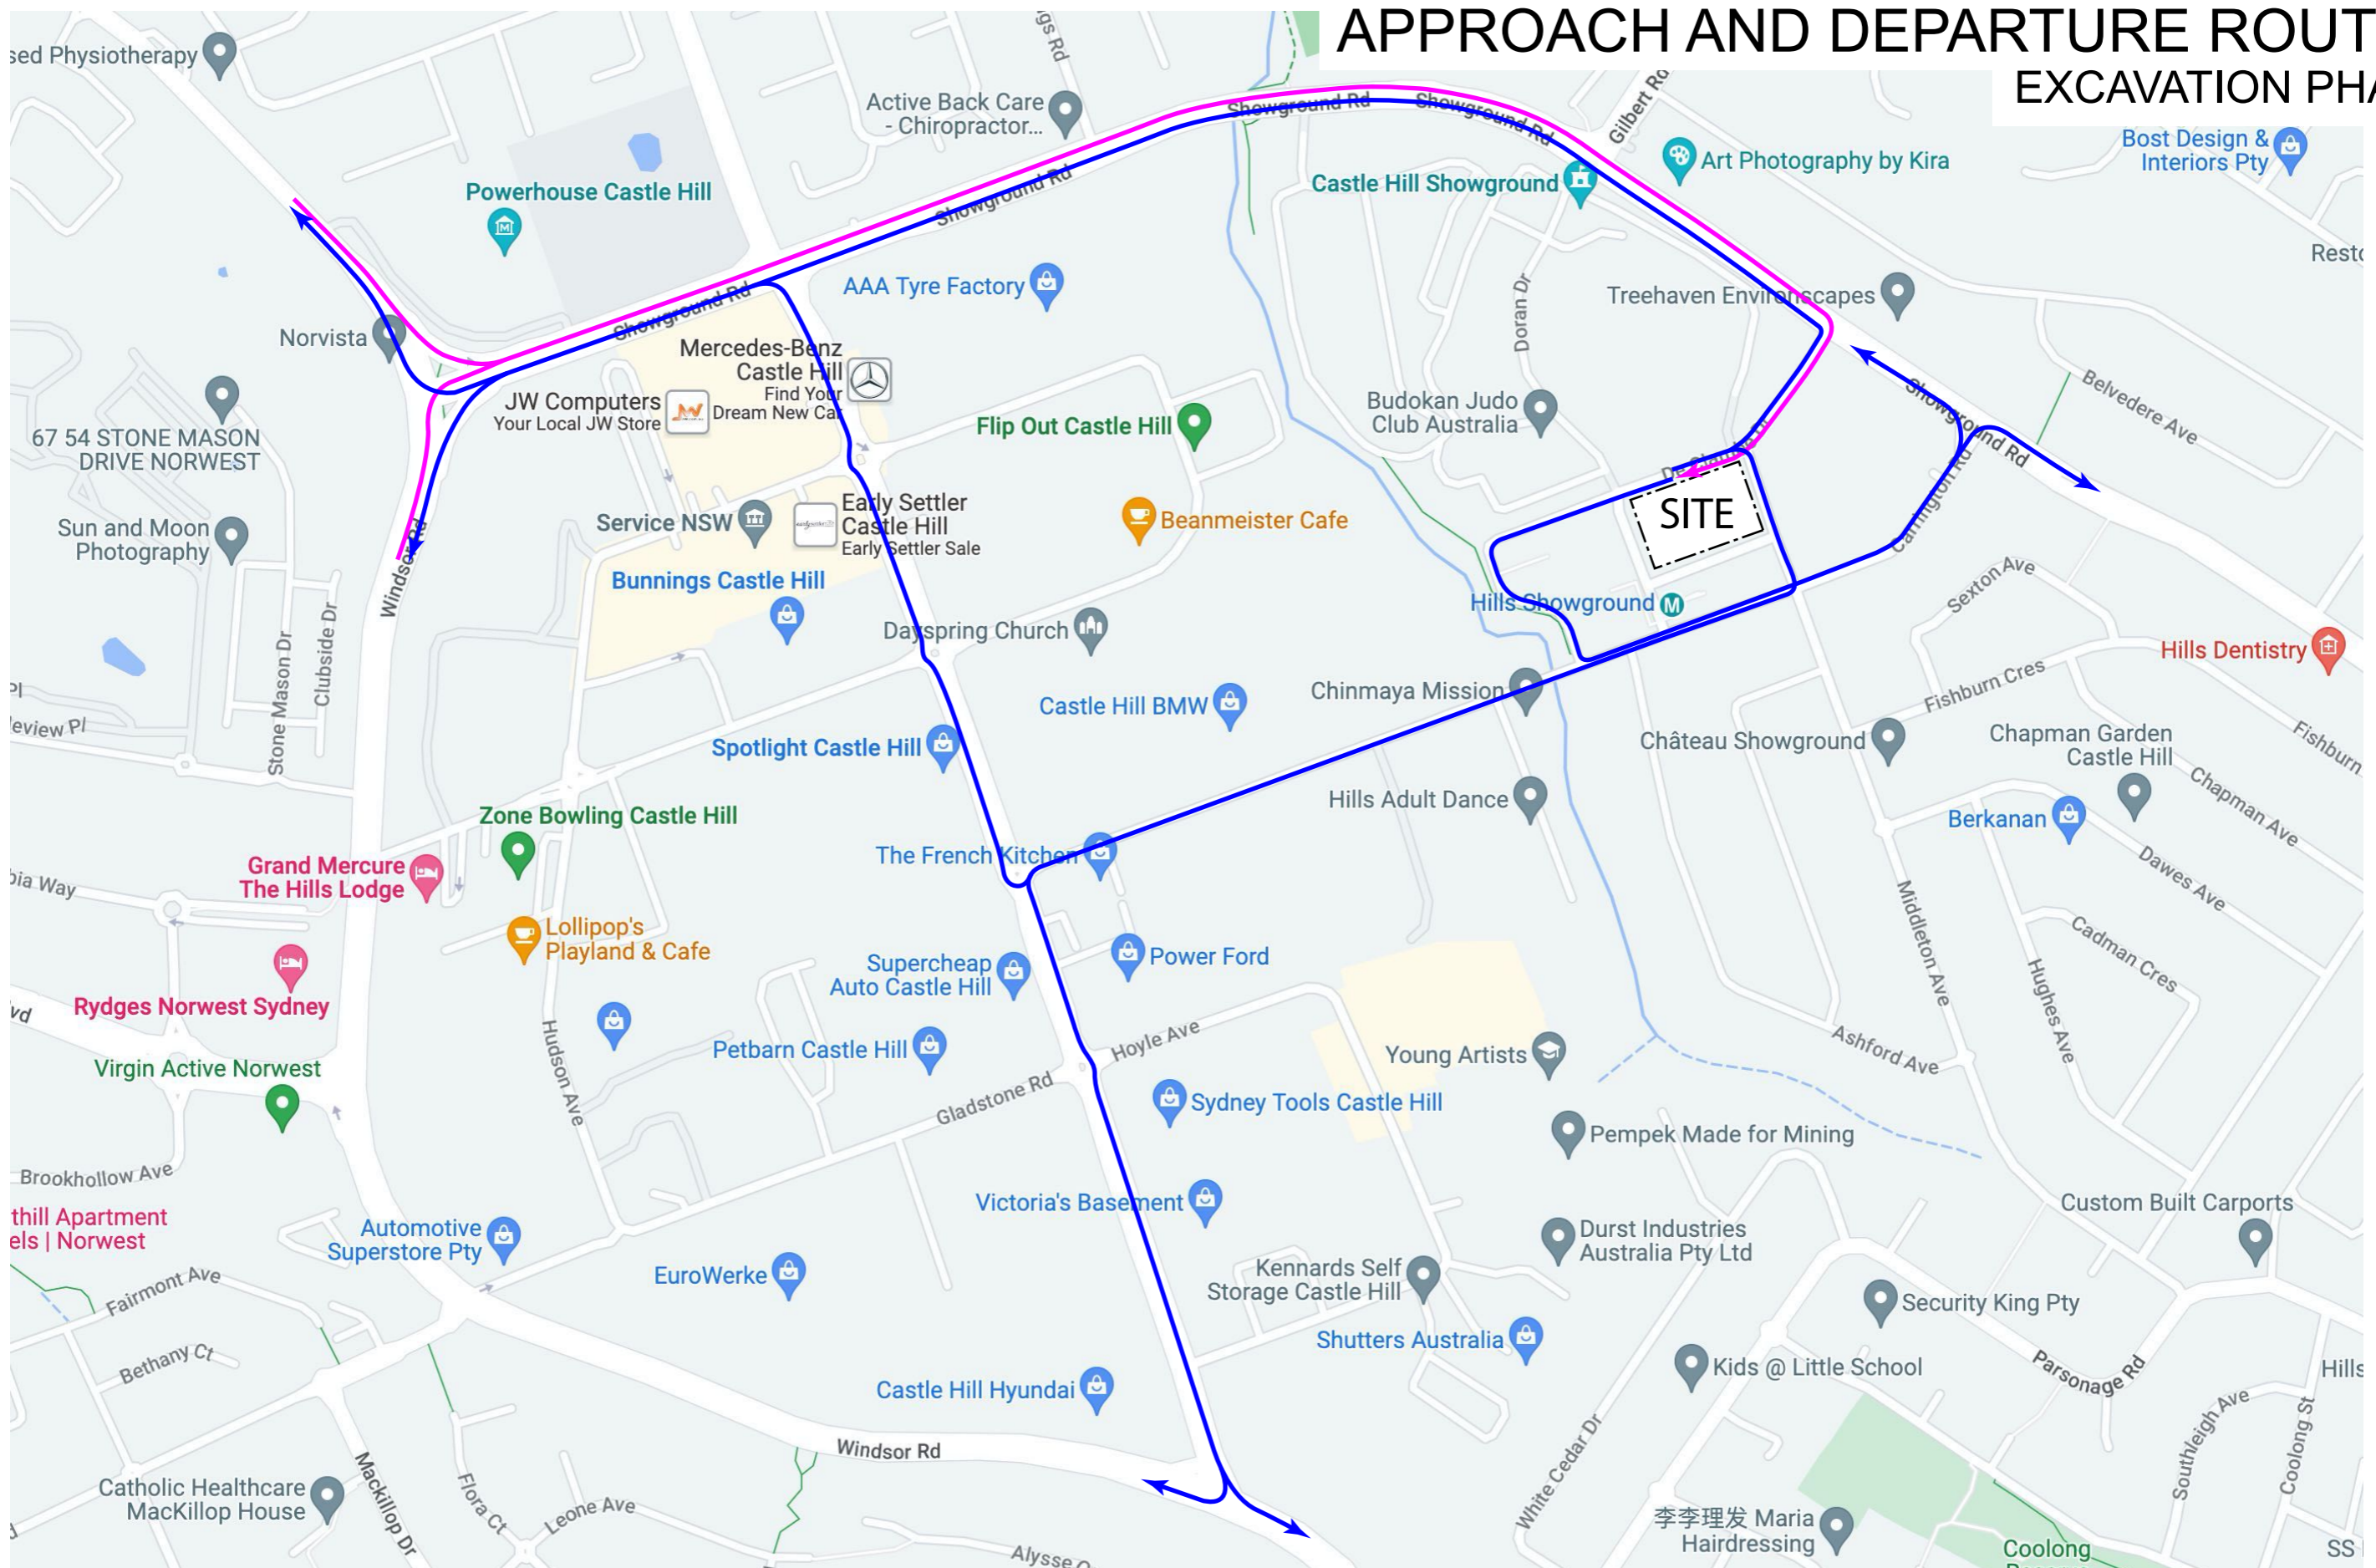 APPROACH AND DEPARTURE ROUT
EXCAVATION PHA
sed Physiotherapy
Active Back Care
- Chiropractor...
Showground Rd
Showground Rd
Gilbert Rd
Bost Design &
Interiors Pty
Art Photography by Kira
Castle Hill Showground
Powerhouse Castle Hill
Showground Rd
AAA Tyre Factory
Treehaven Environscapes
Norvista
Showground Rd
Doran Dr
Mercedes-Benz
Castle Hill
Find Your
Dream New Car
JW Computers
Your Local JW Store
Budokan Judo
Club Australia
Belvedere Ave
Showground Rd
Flip Out Castle Hill
67 54 STONE MASON
DRIVE NORWEST
SITE
Carrington Rd
Early Settler
Castle Hill
Early Settler Sale
Service NSW
Beanmeister Cafe
Sun and Moon
Photography
Windsor Rd
Bunnings Castle Hill
Sexton Ave
Hills Showground
M
Dayspring Church
Clubside Dr
Stone Mason Dr
Hills Dentistry
Fishburn Cres
Chinmaya Mission
Castle Hill BMW
eview Pl
Spotlight Castle Hill
Château Showground
Chapman Garden
Castle Hill
Fishburn
Chapman Ave
Hills Adult Dance
Zone Bowling Castle Hill
Berkanan
The French Kitchen
Grand Mercure
The Hills Lodge
bia Way
Dawes Ave
Lollipop's
Playland & Cafe
Middleton Ave
Cadman Cres
Power Ford
Supercheap
Auto Castle Hill
Rydges Norwest Sydney
vd
Hughes Ave
Hoyle Ave
Petbarn Castle Hill
Young Artists
Ashford Ave
Hudson Ave
Virgin Active Norwest
Gladstone Rd
Sydney Tools Castle Hill
Pempek Made for Mining
Brookhollow Ave
Victoria's Basement
Custom Built Carports
thill Apartment
els | Norwest
Automotive
Superstore Pty
Durst Industries
Australia Pty Ltd
EuroWerke
Kennards Self
Storage Castle Hill
Fairmont Ave
Security King Pty
Shutters Australia
Bethany Ct
Kids @ Little School
Parsonage Rd
Hills
Castle Hill Hyundai
Southleigh Ave
Coolong St
Windsor Rd
White Cedar Dr
Catholic Healthcare
MacKillop House
Mackillop Dr
Flora Ct
Leone Ave
李李理发 Maria
Hairdressing
Coolong
SS